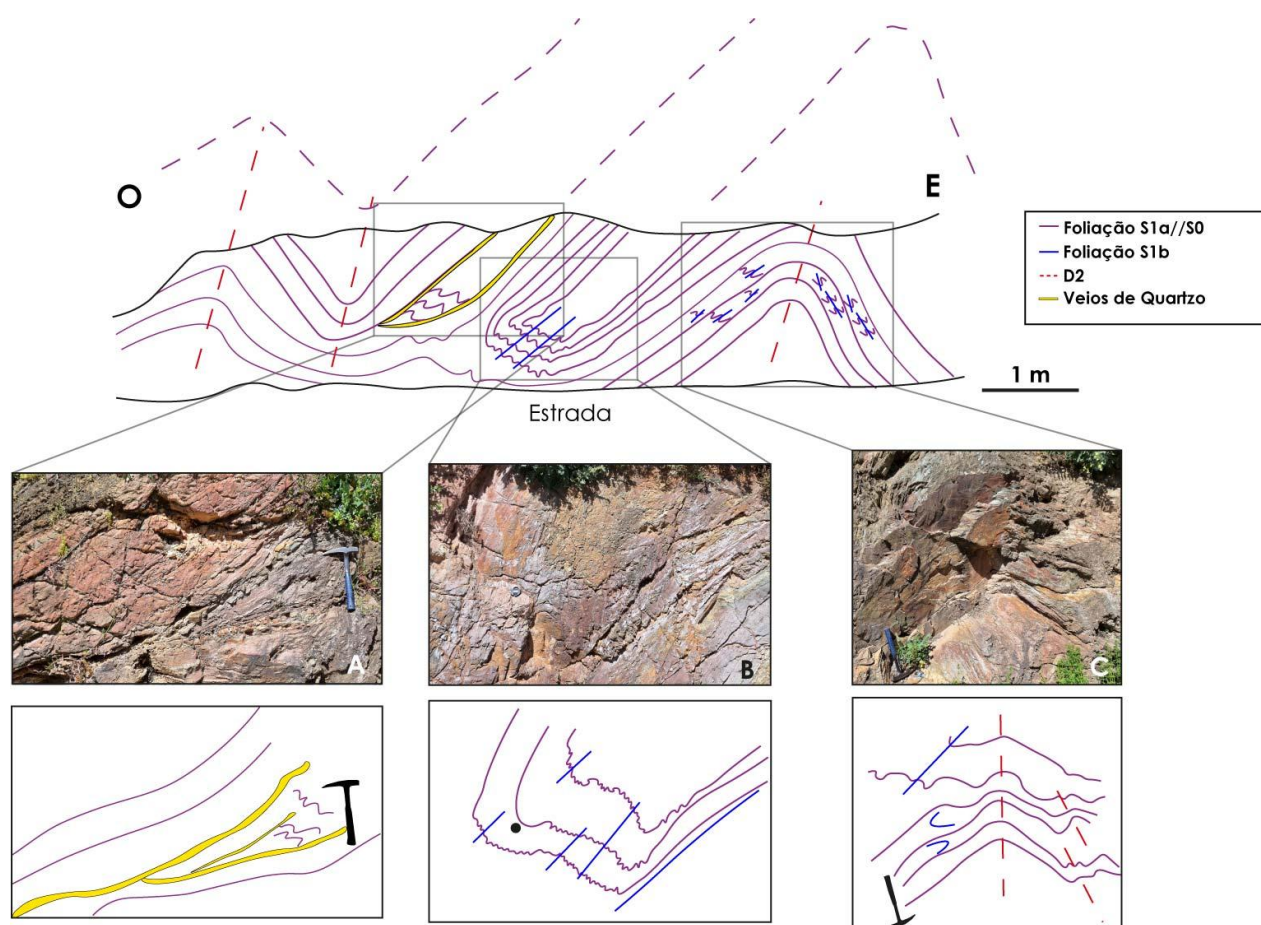 O
E
Foliação S1a//S0
Foliação S1b
D2
Veios de Quartzo
1 m
Estrada
A
B
C